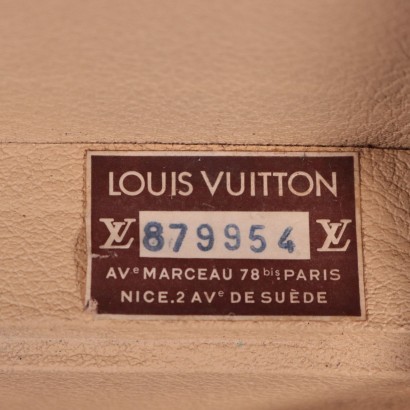 LOUIS VUITTON
LV 879954 LV
AVᵉ MARCEAU 78ᵇⁱˢ PARIS
NICE.2 AVᵉ DE SUÈDE